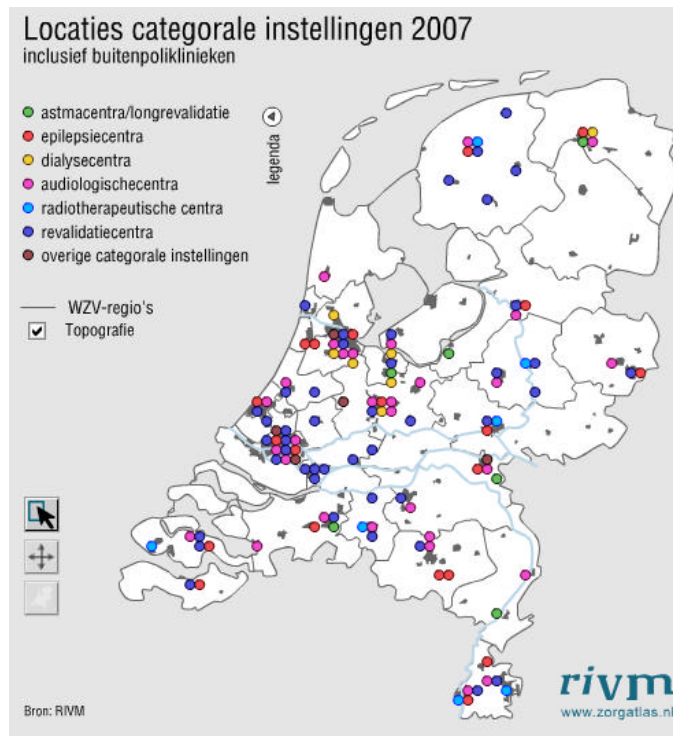 Locaties categorale instellingen 2007
inclusief buitenpoliklinieken
astmacentra/longrevalidatie
epilepsiecentra
dialysecentra
audiologischecentra
radiotherapeutische centra
revalidatiecentra
overige categorale instellingen
legenda
WZV-regio's
Topografie
Bron: RIVM
rivm
www.zorgatlas.nl